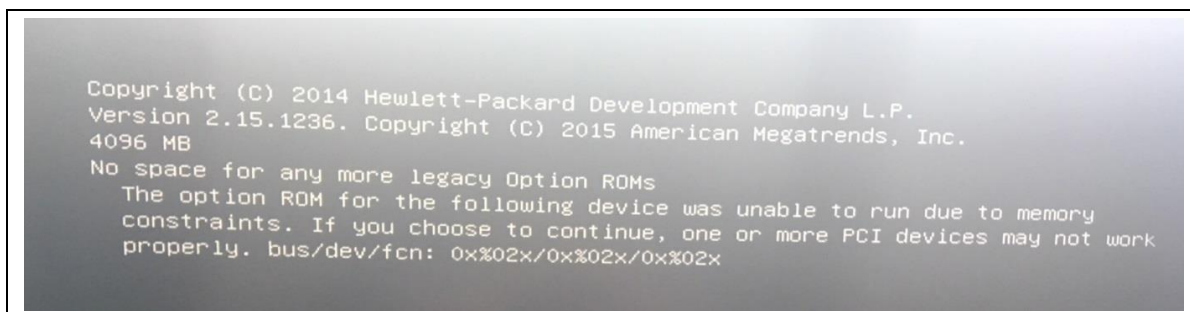 Copyright (C) 2014 Hewlett-Packard Development Company L.P.
Version 2.15.1236. Copyright (C) 2015 American Megatrends, Inc.
4096 MB
No space for any more legacy Option ROMs
The option ROM for the following device was unable to run due to memory
constraints. If you choose to continue, one or more PCI devices may not work
properly. bus/dev/fcn: 0x%02x/0x%02x/0x%02x